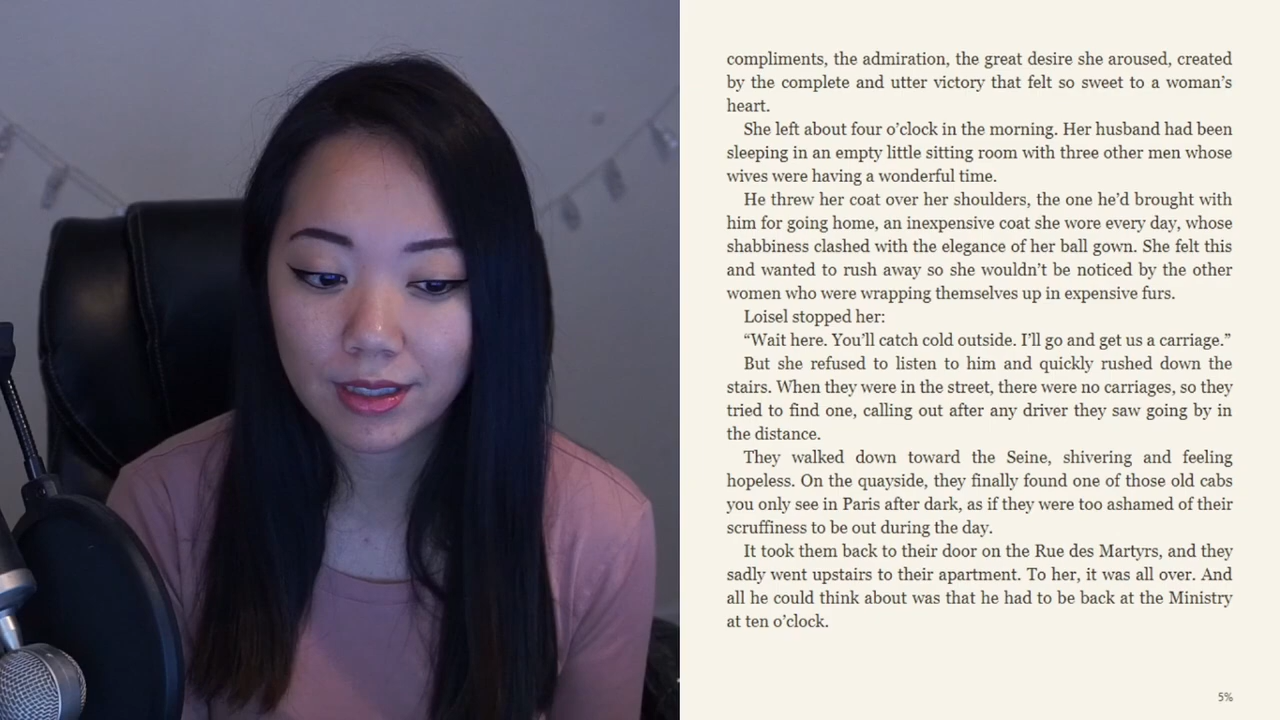 compliments, the admiration, the great desire she aroused, created
by the complete and utter victory that felt so sweet to a woman’s
heart.
She left about four o’clock in the morning. Her husband had been
sleeping in an empty little sitting room with three other men whose
wives were having a wonderful time.
He threw her coat over her shoulders, the one he’d brought with
him for going home, an inexpensive coat she wore every day, whose
shabbiness clashed with the elegance of her ball gown. She felt this
and wanted to rush away so she wouldn’t be noticed by the other
women who were wrapping themselves up in expensive furs.
Loisel stopped her:
“Wait here. You’ll catch cold outside. I’ll go and get us a carriage.”
But she refused to listen to him and quickly rushed down the
stairs. When they were in the street, there were no carriages, so they
tried to find one, calling out after any driver they saw going by in
the distance.
They walked down toward the Seine, shivering and feeling
hopeless. On the quayside, they finally found one of those old cabs
you only see in Paris after dark, as if they were too ashamed of their
scruffiness to be out during the day.
It took them back to their door on the Rue des Martyrs, and they
sadly went upstairs to their apartment. To her, it was all over. And
all he could think about was that he had to be back at the Ministry
at ten o’clock.
5%